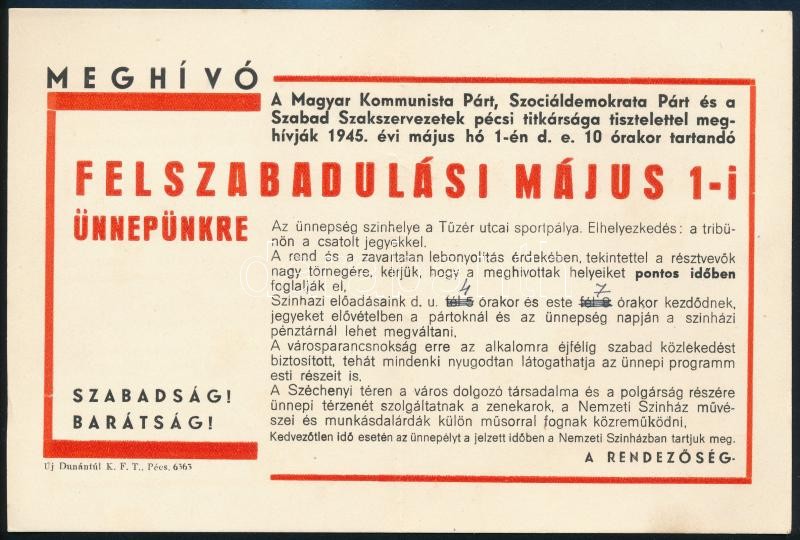 MEGHÍVÓ
A Magyar Kommunista Párt, Szociáldemokrata Párt és a
Szabad Szakszervezetek pécsi titkársága tisztelettel meg-
hívják 1945. évi május hó 1-én d. e. 10 órakor tartandó
FELSZABADULÁSI MÁJUS 1-i
ÜNNEPÜNKRE
Az ünnepség szinhelye a Tűzér utcai sportpálya. Elhelyezkedés: a tribü-
nön a csatolt jegyekkel.
A rend és a zavartalan lebonyolitás érdekében, tekintettel a résztvevők
nagy törnegére, kérjük, hogy a meghivottak helyeiket pontos időben
foglalják el.
4 7
Szinházi előadásaink d. u. fél 5 órakor és este fél 8 órakor kezdődnek,
jegyeket elővételben a pártoknál és az ünnepség napján a szinházi
pénztárnál lehet megváltani.
A városparancsnokság erre az alkalomra éjfélig szabad közlekedést
biztositott, tehát mindenki nyugodtan látogathatja az ünnepi programm
esti részeit is.
A Széchenyi téren a város dolgozó társadalma és a polgárság részére
ünnepi térzenét szolgáltatnak a zenekarok, a Nemzeti Szinház művé-
szei és munkásdalárdák külön műsorral fognak közreműködni.
Kedvezőtlen idő esetén az ünnepélyt a jelzett időben a Nemzeti Szinházban tartjuk meg.
A RENDEZŐSÉG.
SZABADSÁG!
BARÁTSÁG!
Uj Dunántúl K. F. T., Pécs. 6363